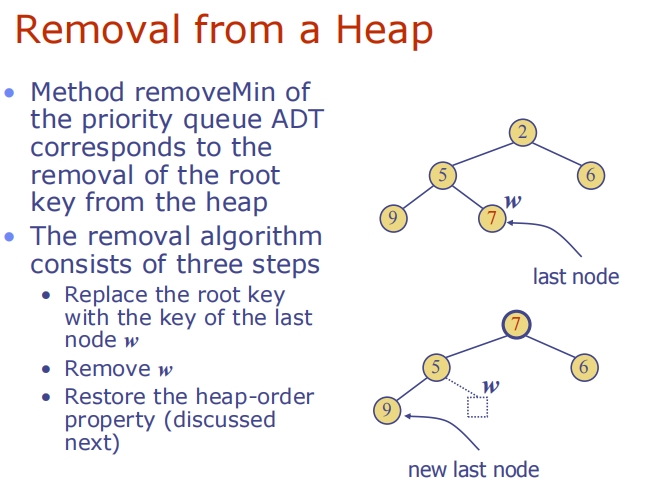 Removal from a Heap
• Method removeMin of
the priority queue ADT
corresponds to the
removal of the root
key from the heap
• The removal algorithm
consists of three steps
• Replace the root key
with the key of the last
node w
• Remove w
• Restore the heap-order
property (discussed
next)
2
5
6
9
7
w
last node
7
5
6
9
w
new last node